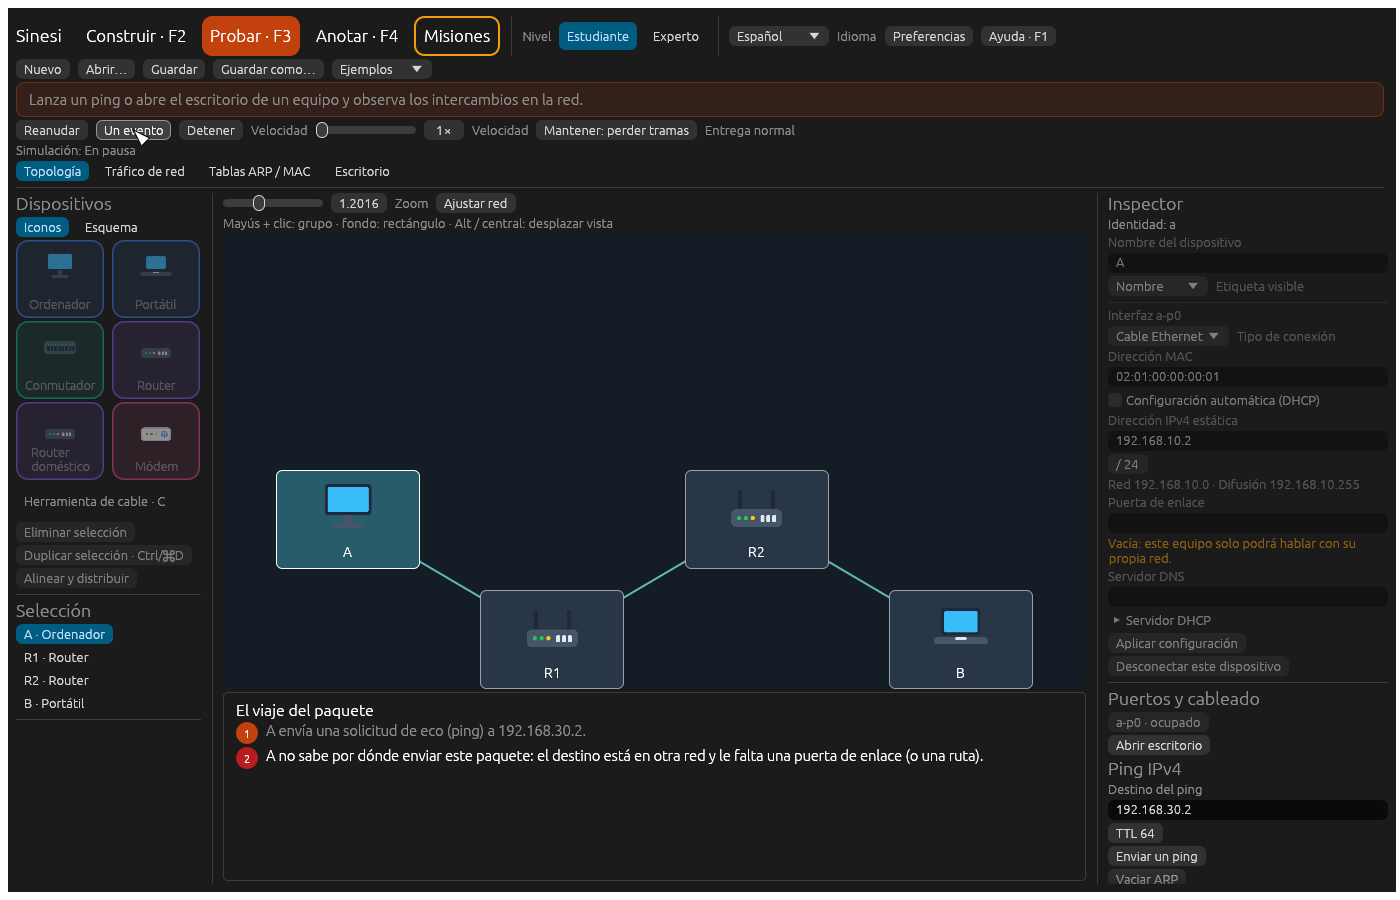 Sinesi Construir · F2 Probar · F3 Anotar · F4 Misiones Nivel Estudiante Experto Español Idioma Preferencias Ayuda · F1
Nuevo Abrir... Guardar Guardar como... Ejemplos
Lanza un ping o abre el escritorio de un equipo y observa los intercambios en la red.
Reanudar Un evento Detener Velocidad 1× Velocidad Mantener: perder tramas Entrega normal
Simulación: En pausa
Topología Tráfico de red Tablas ARP / MAC Escritorio
Dispositivos
Iconos Esquema
Ordenador Portátil
Conmutador Router
Router doméstico Módem
Herramienta de cable · C
Eliminar selección
Duplicar selección · Ctrl/⌘D
Alinear y distribuir
Selección
A · Ordenador
R1 · Router
R2 · Router
B · Portátil
1.2016 Zoom Ajustar red
Mayús + clic: grupo · fondo: rectángulo · Alt / central: desplazar vista
A
R2
R1
B
El viaje del paquete
1 A envía una solicitud de eco (ping) a 192.168.30.2.
2 A no sabe por dónde enviar este paquete: el destino está en otra red y le falta una puerta de enlace (o una ruta).
Inspector
Identidad: a
Nombre del dispositivo
A
Nombre Etiqueta visible
Interfaz a-p0
Cable Ethernet Tipo de conexión
Dirección MAC
02:01:00:00:00:01
Configuración automática (DHCP)
Dirección IPv4 estática
192.168.10.2
/ 24
Red 192.168.10.0 · Difusión 192.168.10.255
Puerta de enlace
Vacía: este equipo solo podrá hablar con su
propia red.
Servidor DNS
Servidor DHCP
Aplicar configuración
Desconectar este dispositivo
Puertos y cableado
a-p0 · ocupado
Abrir escritorio
Ping IPv4
Destino del ping
192.168.30.2
TTL 64
Enviar un ping
Vaciar ARP